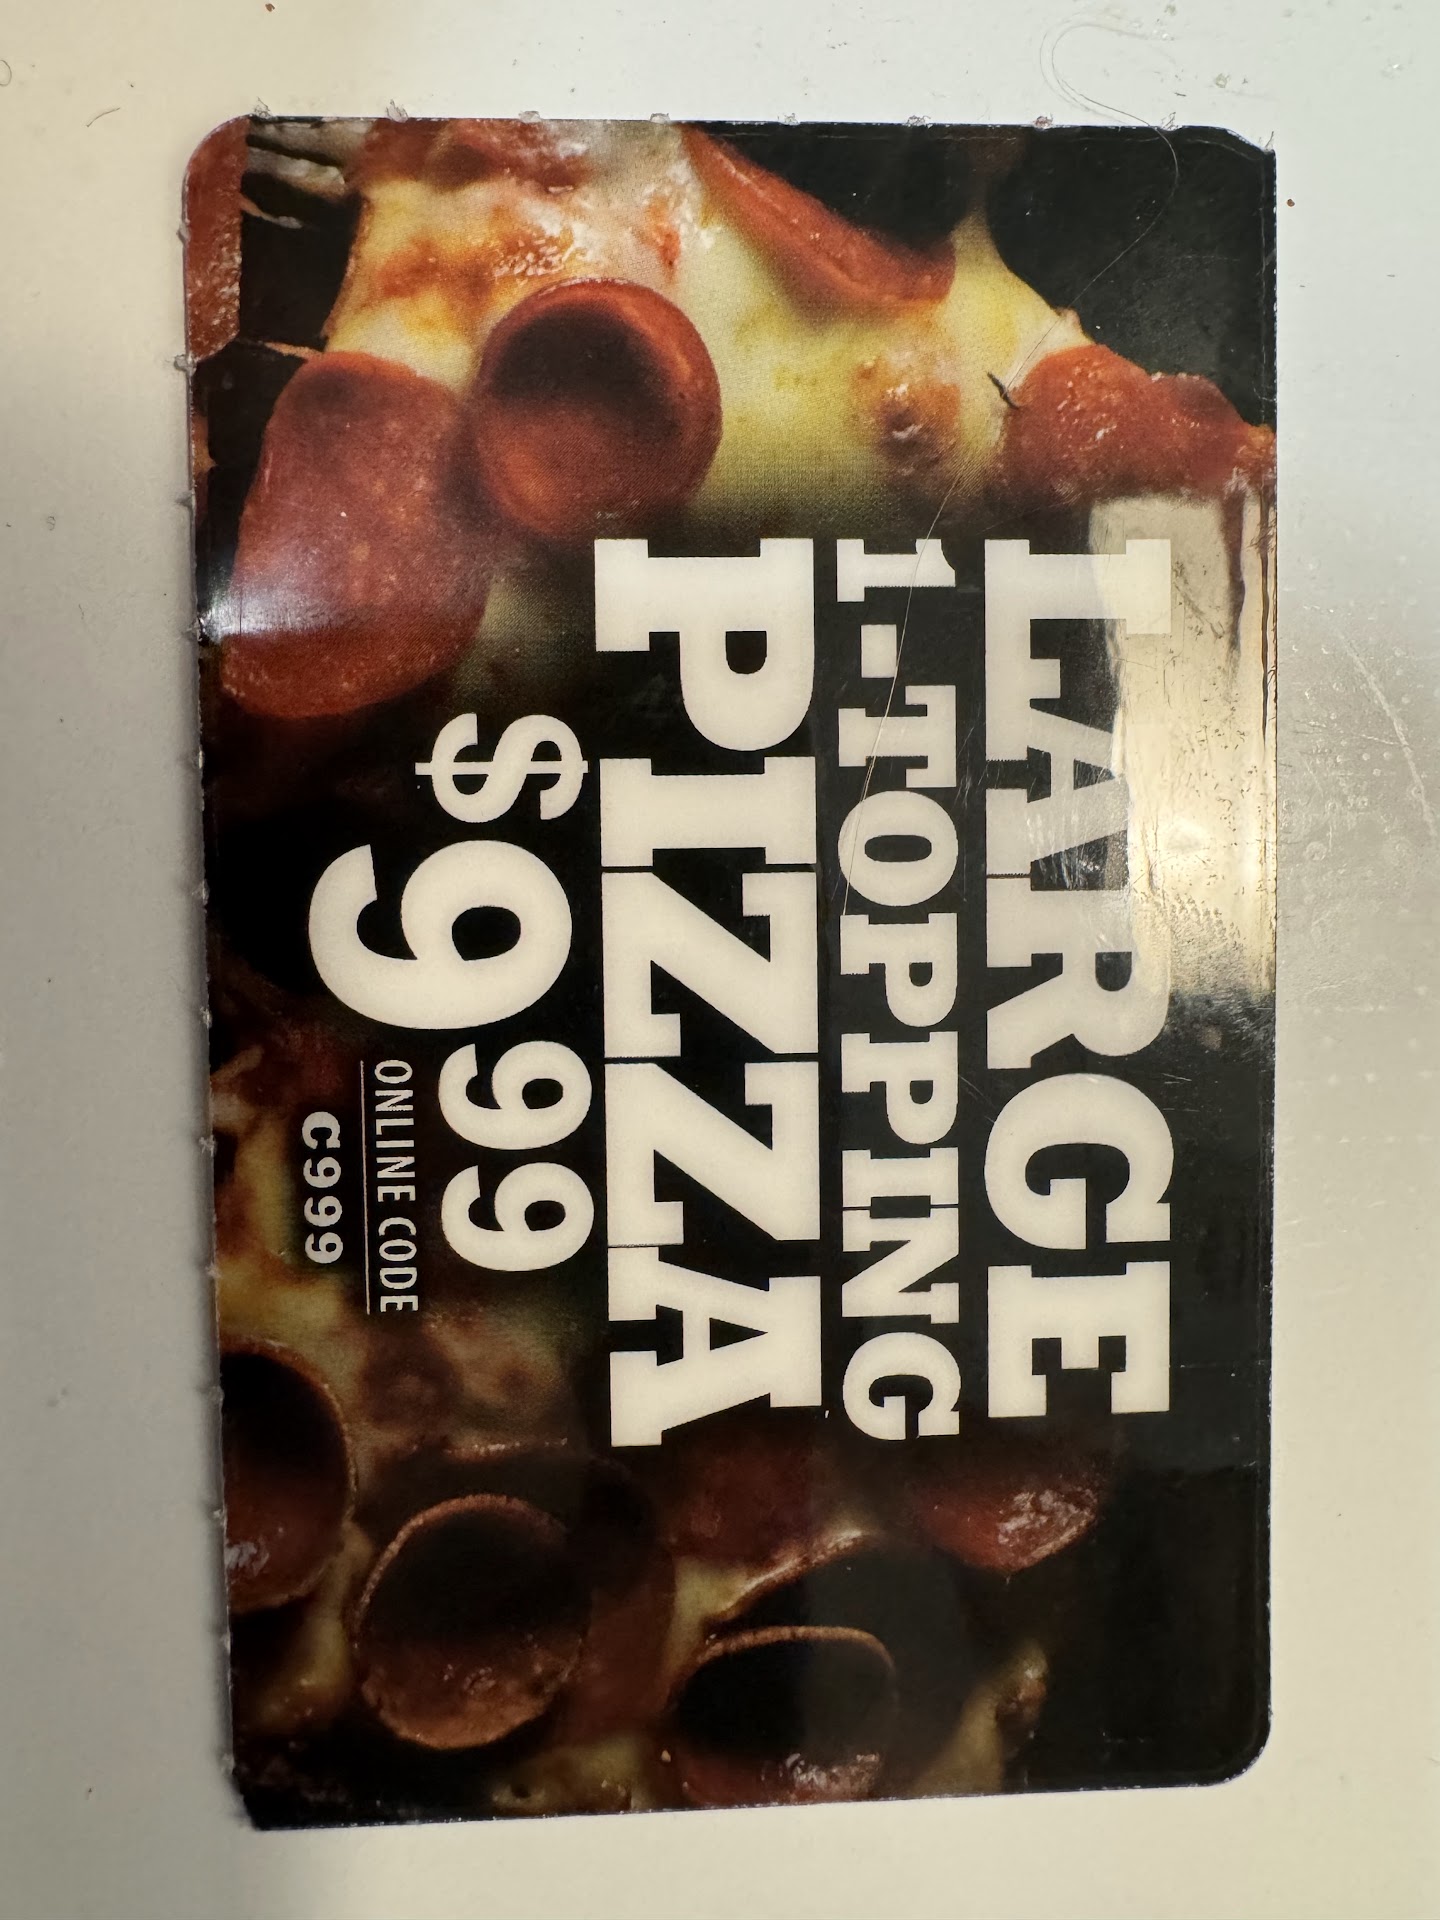 LARGE
1-TOPPING
PIZZA
$9.99
ONLINE CODE
C999